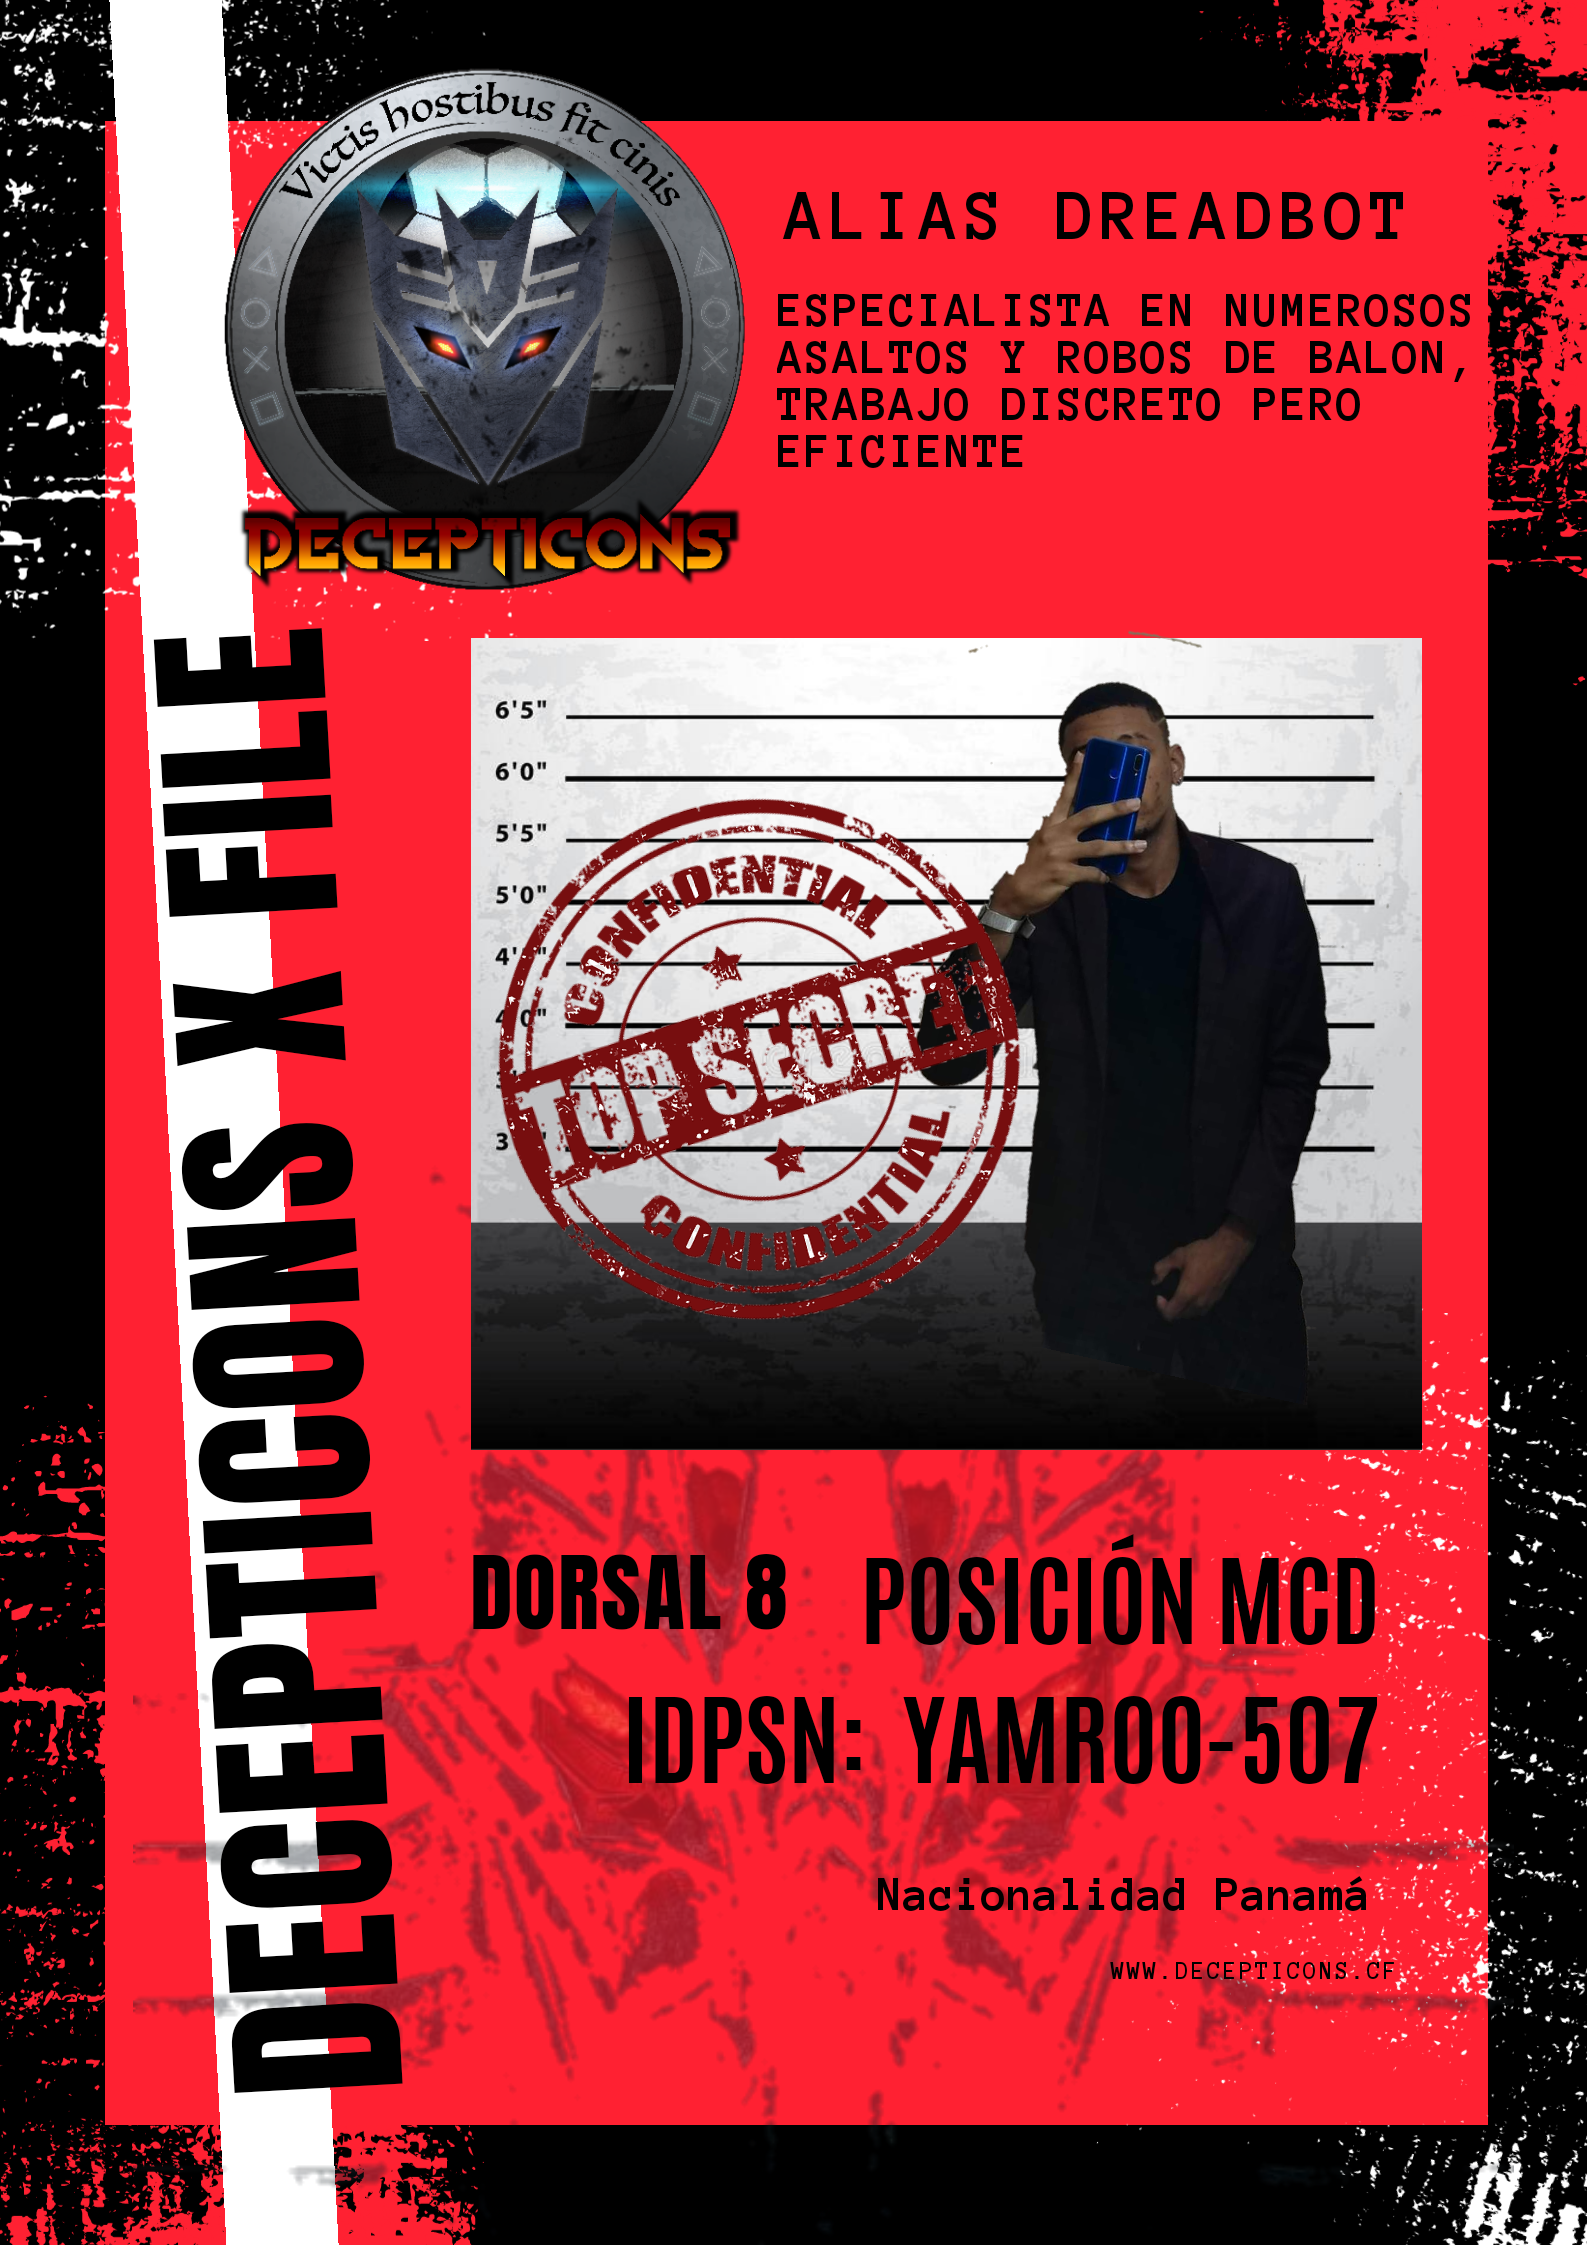 Victis hostibus fit cinis
DECEPTICONS
ALIAS DREADBOT
ESPECIALISTA EN NUMEROSOS
ASALTOS Y ROBOS DE BALON,
TRABAJO DISCRETO PERO
EFICIENTE
DECEPTICONS X FILE
6'5"
6'0"
5'5"
5'0"
CONFIDENTIAL
TOP SECRET
CONFIDENTIAL
DORSAL 8
POSICIÓN MCD
IDPSN: YAMR00-507
Nacionalidad Panamá
WWW.DECEPTICONS.CF